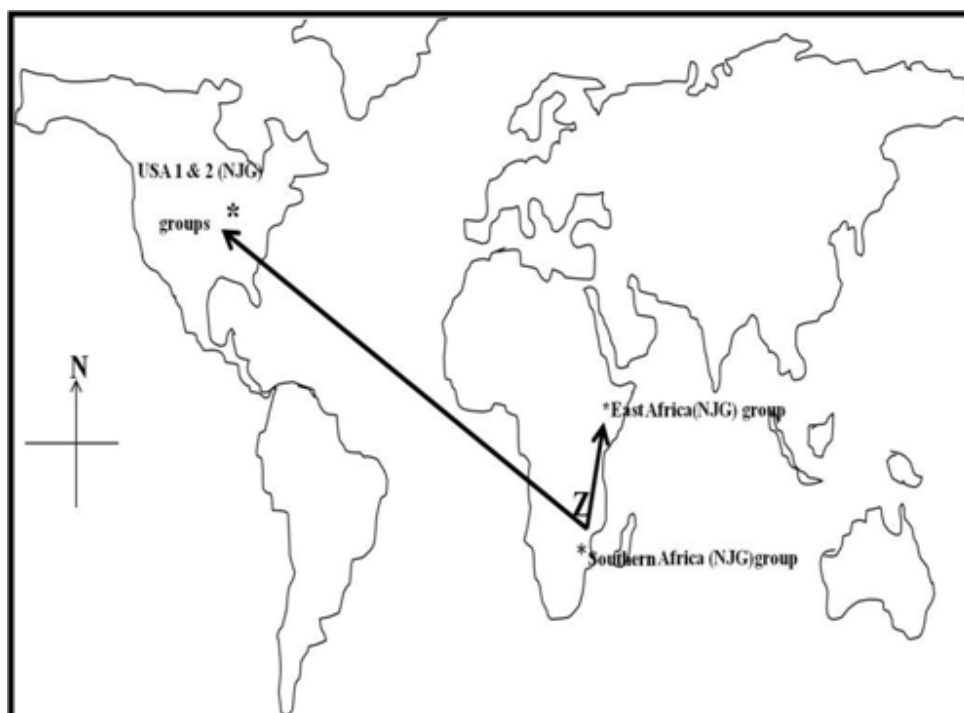 USA 1 & 2 (NJG)
groups *
N
*East Africa(NJG) group
Z
*Southern Africa (NJG)group